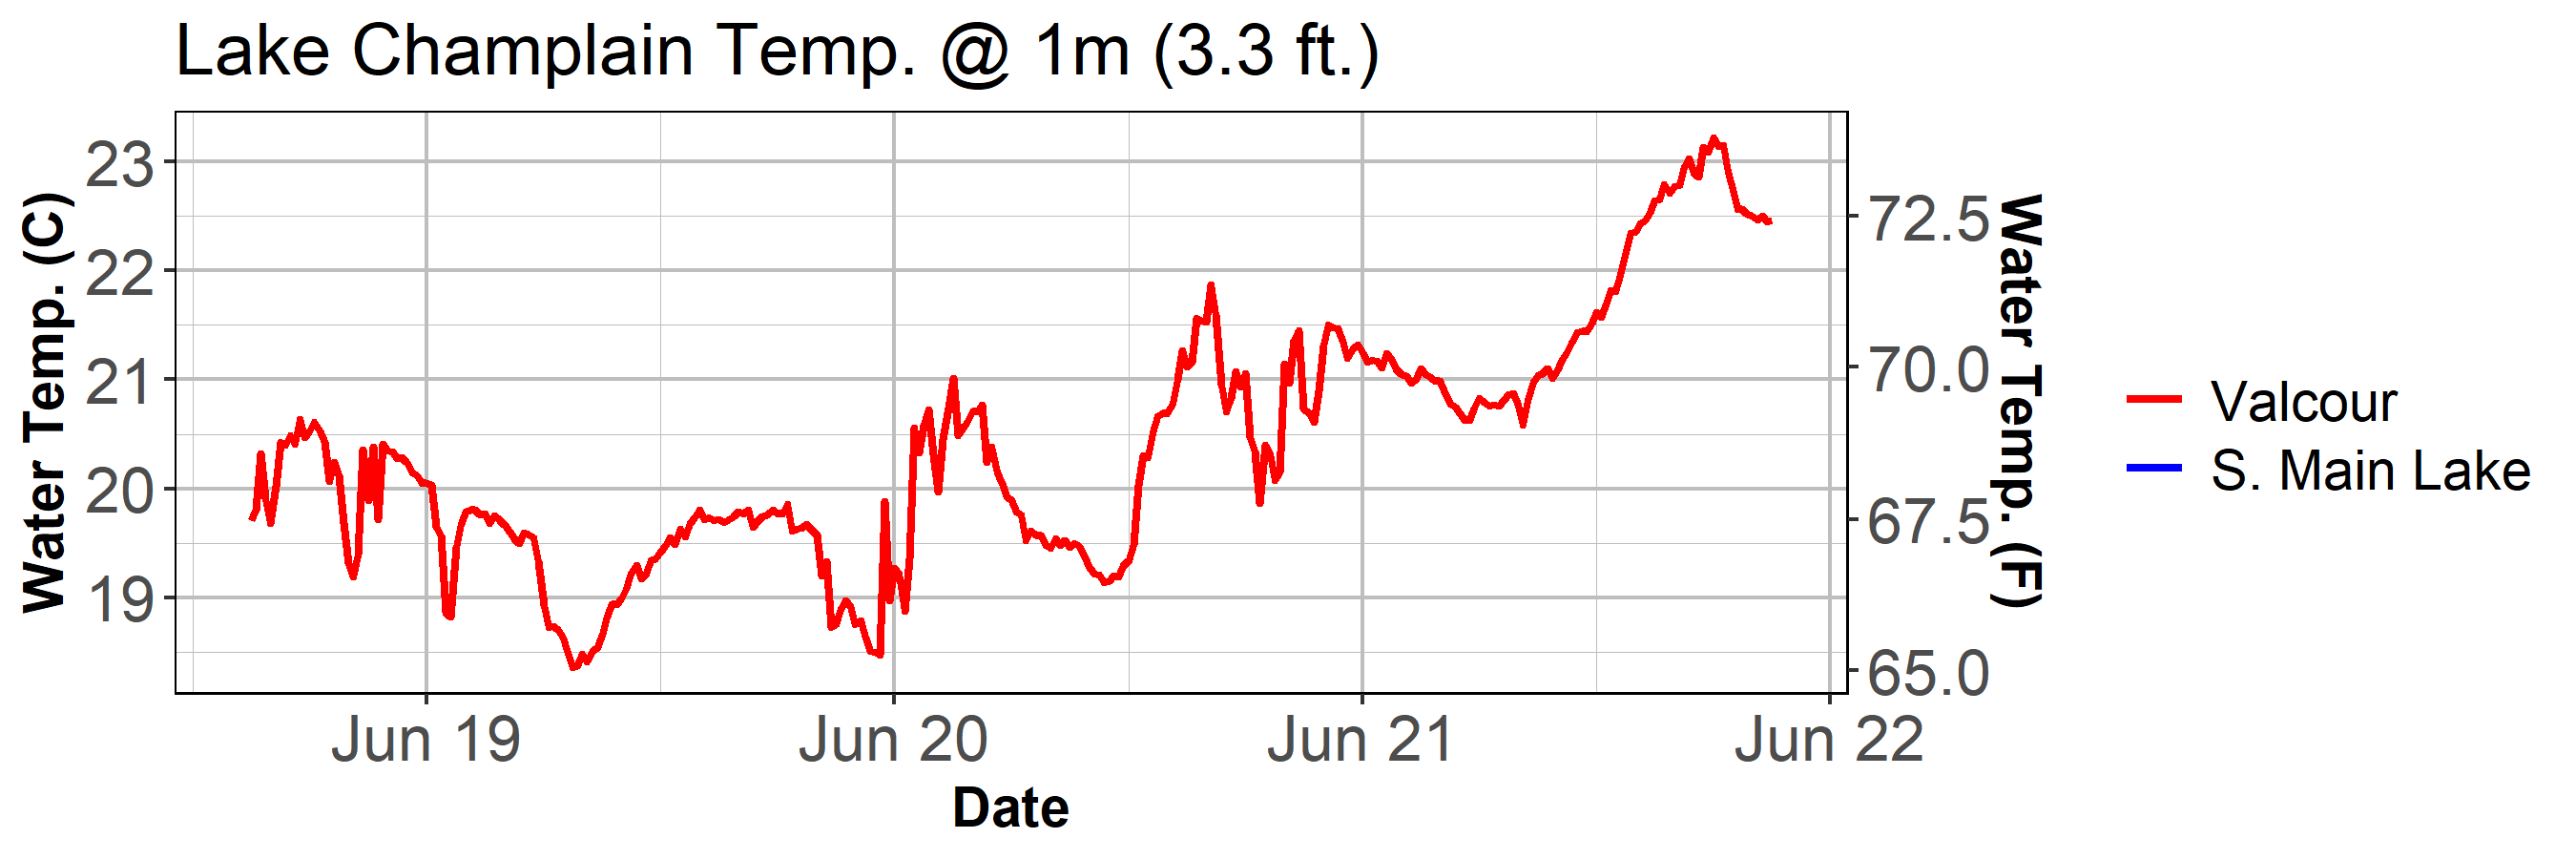 Lake Champlain Temp. @ 1m (3.3 ft.)
Water Temp. (C)
23
22
21
20
19
72.5
70.0
67.5
65.0
Water Temp. (F)
Jun 19
Jun 20
Jun 21
Jun 22
Date
Valcour
S. Main Lake